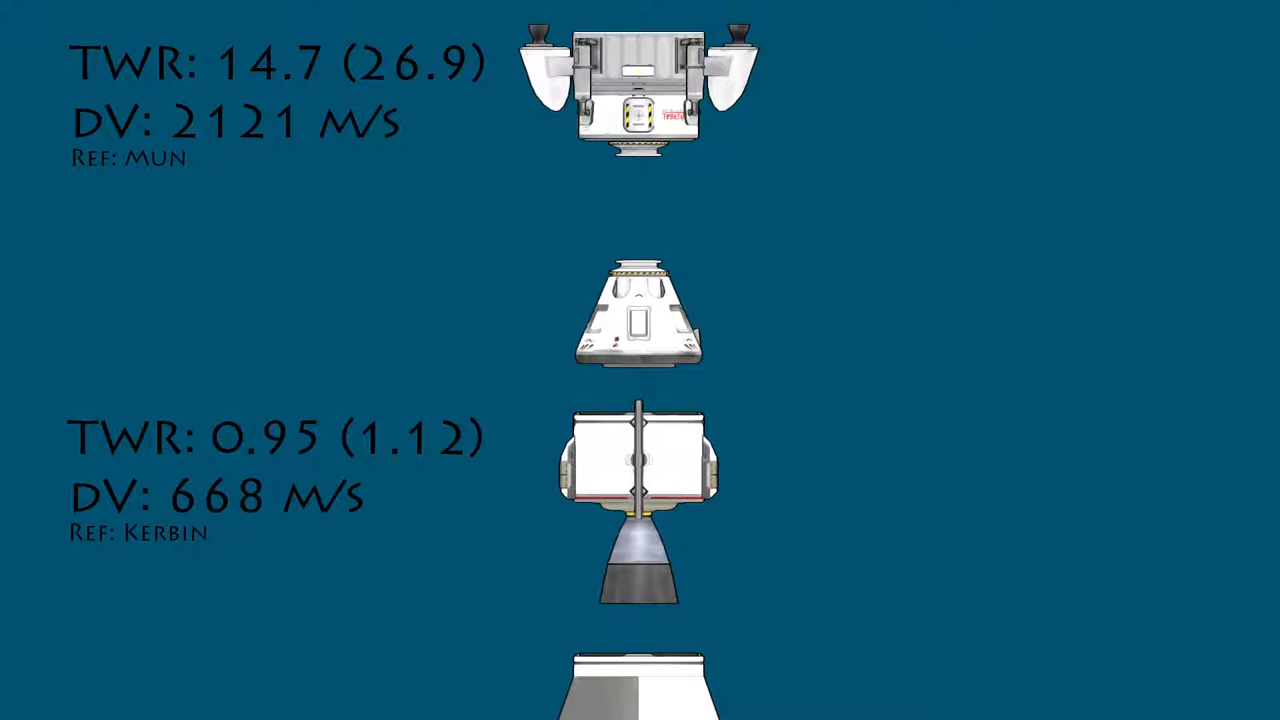 TWR: 14.7 (26.9)
DV: 2121 M/S
REF: MUN
TWR: 0.95 (1.12)
DV: 668 M/S
REF: KERBIN